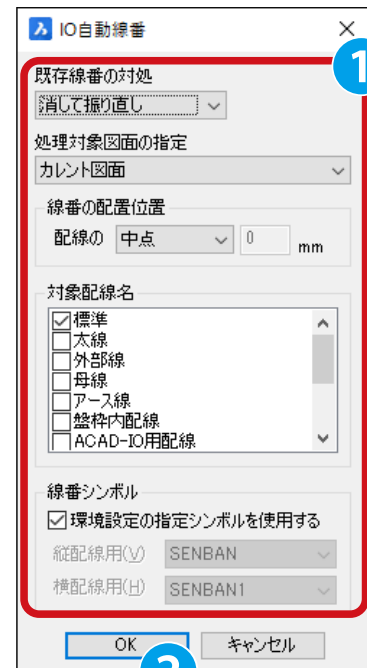 IO自動線番
1
既存線番の対処
消して振り直し
処理対象図面の指定
カレント図面
線番の配置位置
配線の 中点 0 mm
対象配線名
標準
太線
外部線
母線
アース線
盤枠内配線
ACAD-IO用配線
線番シンボル
環境設定の指定シンボルを使用する
縦配線用(V) SENBAN
横配線用(H) SENBAN1
OK キャンセル
2